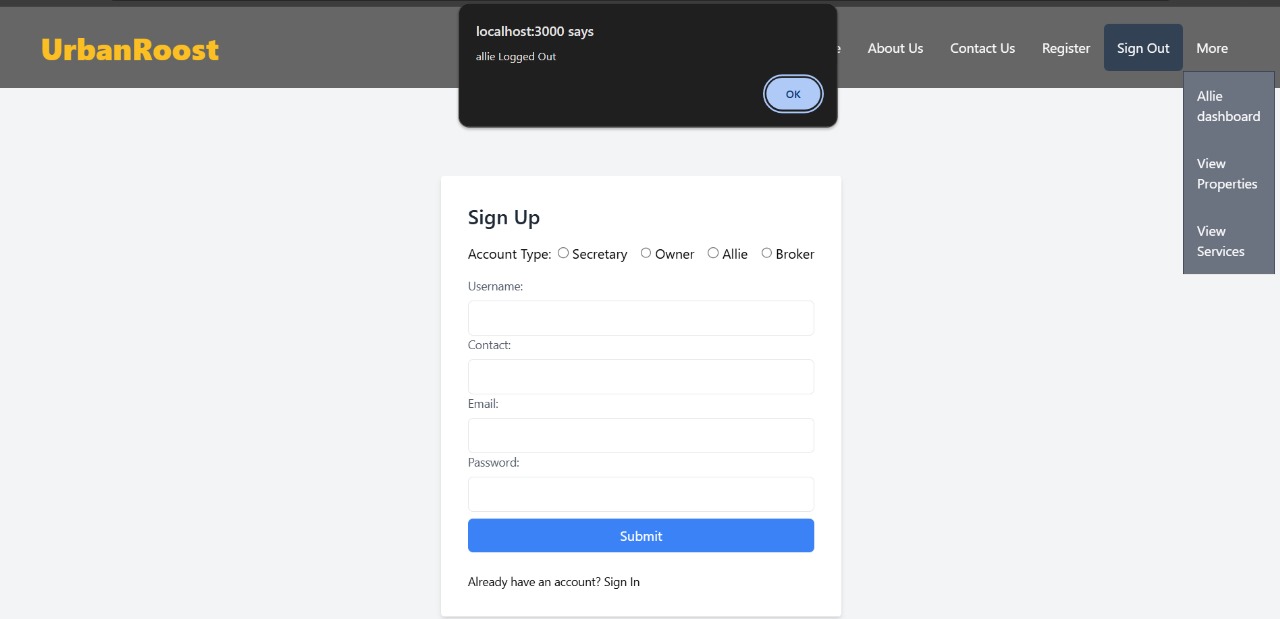 localhost:3000 says
allie Logged Out
OK
UrbanRoost
About Us
Contact Us
Register
Sign Out
More
Allie
dashboard
View
Properties
View
Services
Sign Up
Account Type: Secretary Owner Allie Broker
Username:
Contact:
Email:
Password:
Submit
Already have an account? Sign In